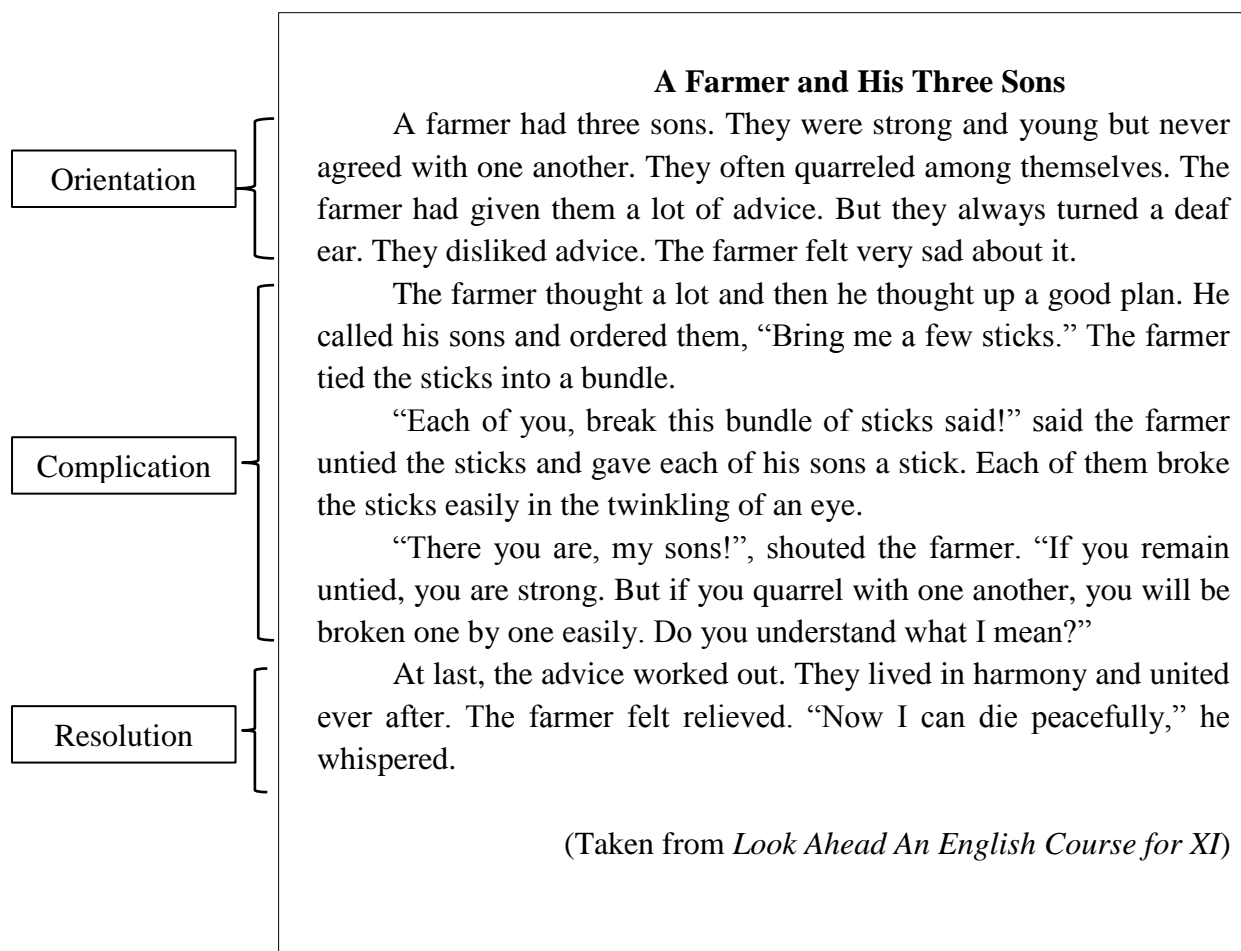 A Farmer and His Three Sons
Orientation
A farmer had three sons. They were strong and young but never
agreed with one another. They often quarreled among themselves. The
farmer had given them a lot of advice. But they always turned a deaf
ear. They disliked advice. The farmer felt very sad about it.
Complication
The farmer thought a lot and then he thought up a good plan. He
called his sons and ordered them, “Bring me a few sticks.” The farmer
tied the sticks into a bundle.
“Each of you, break this bundle of sticks said!” said the farmer
untied the sticks and gave each of his sons a stick. Each of them broke
the sticks easily in the twinkling of an eye.
“There you are, my sons!”, shouted the farmer. “If you remain
untied, you are strong. But if you quarrel with one another, you will be
broken one by one easily. Do you understand what I mean?”
Resolution
At last, the advice worked out. They lived in harmony and united
ever after. The farmer felt relieved. “Now I can die peacefully,” he
whispered.
(Taken from Look Ahead An English Course for XI)